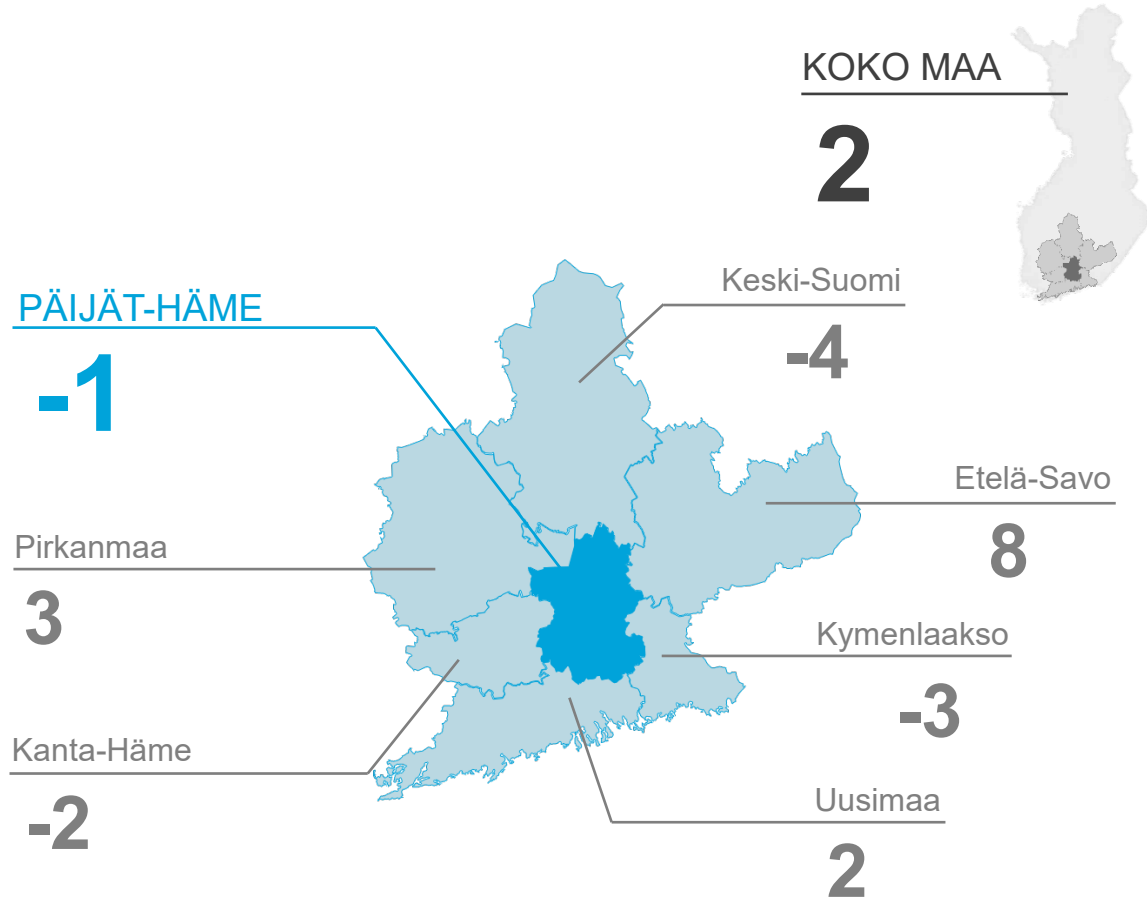 KOKO MAA
2
Keski-Suomi
-4
PÄIJÄT-HÄME
-1
Etelä-Savo
8
Pirkanmaa
3
Kymenlaakso
-3
Kanta-Häme
-2
Uusimaa
2